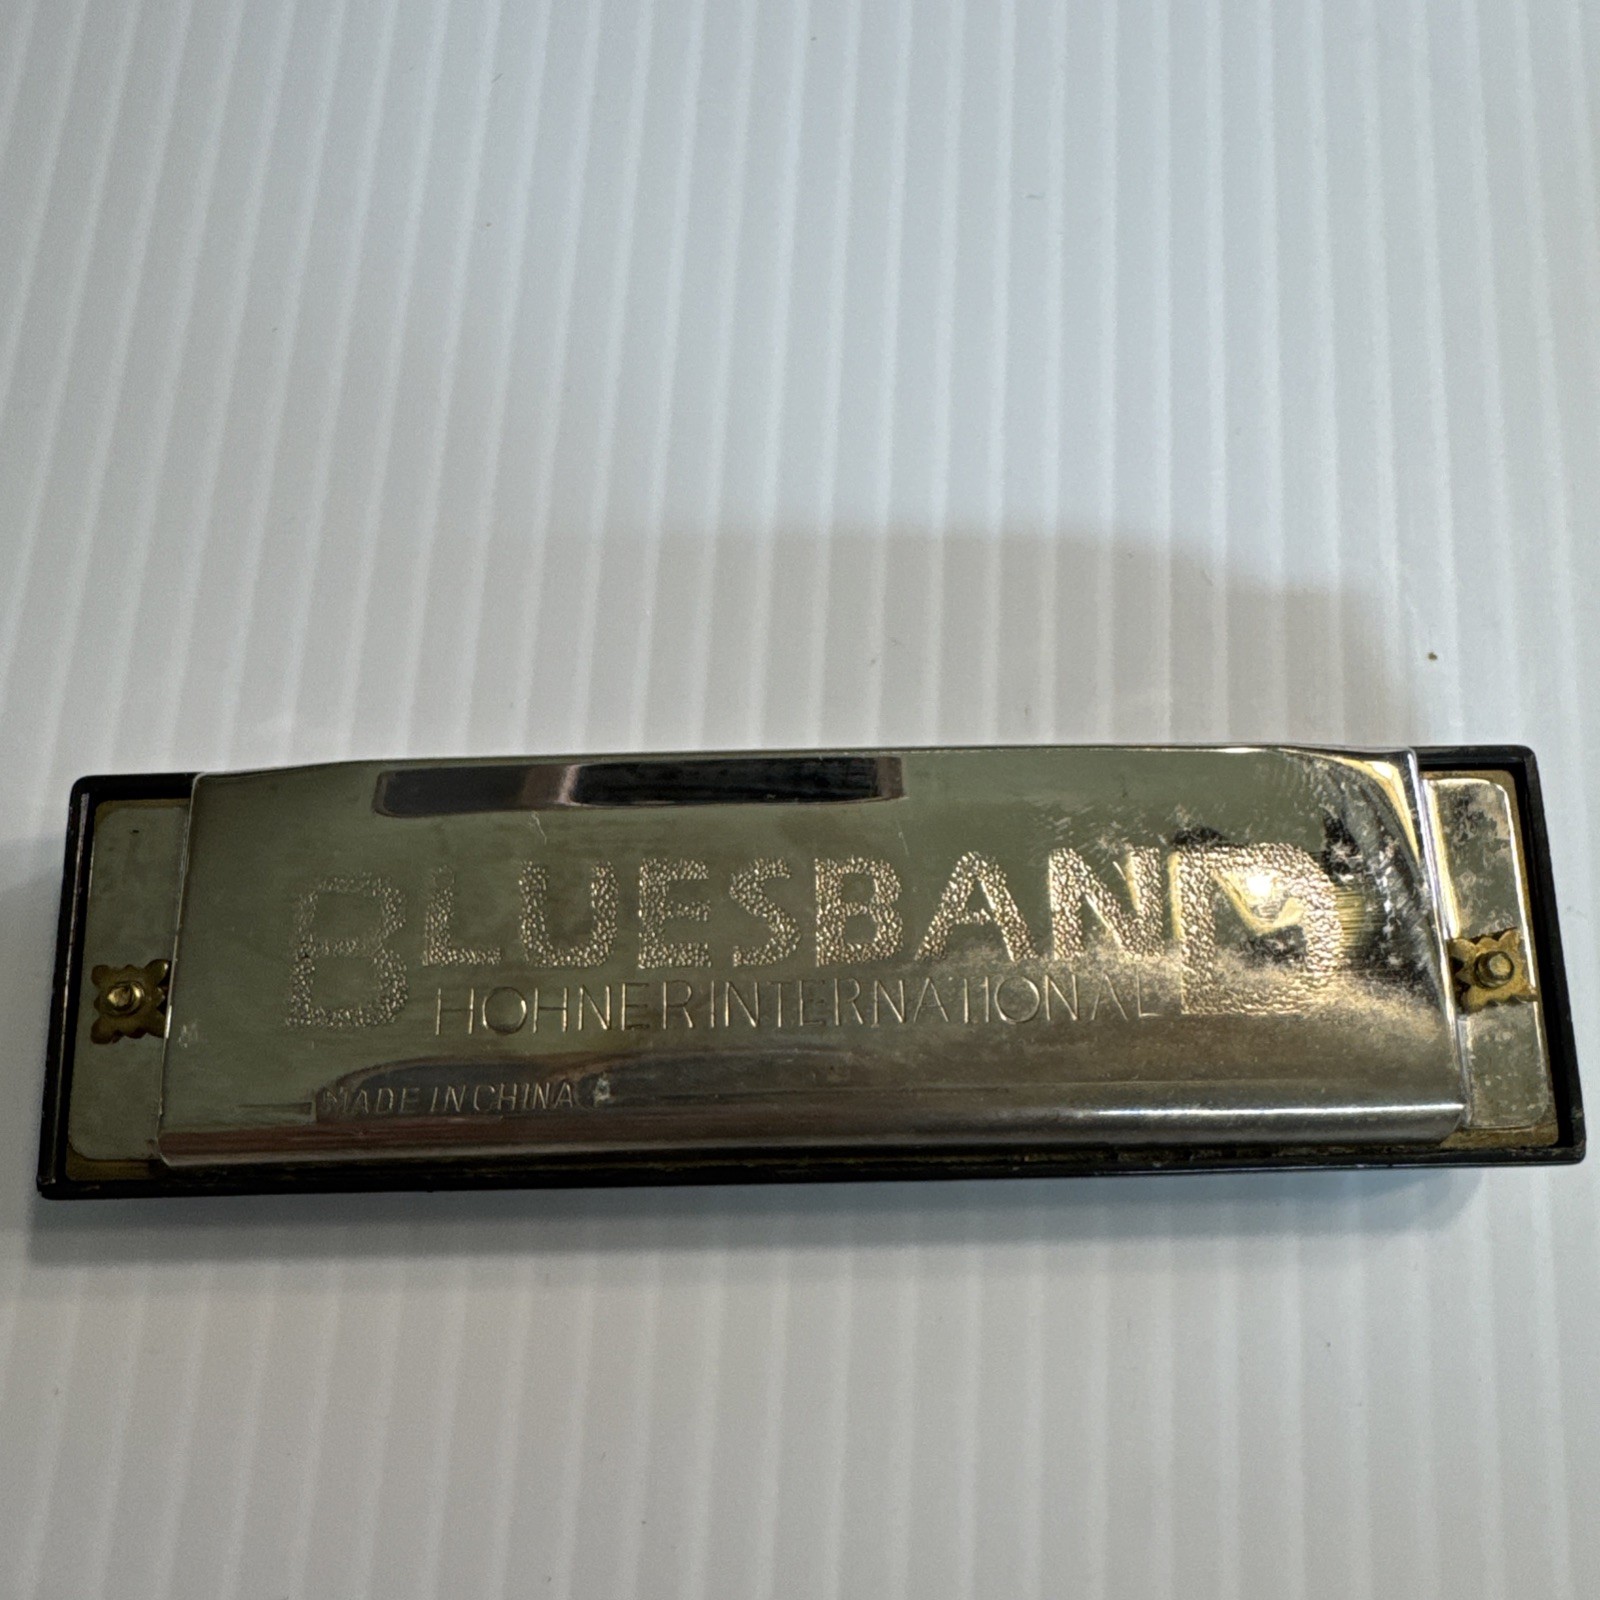 BLUESBAND
HOHNER INTERNATIONAL
MADE IN CHINA